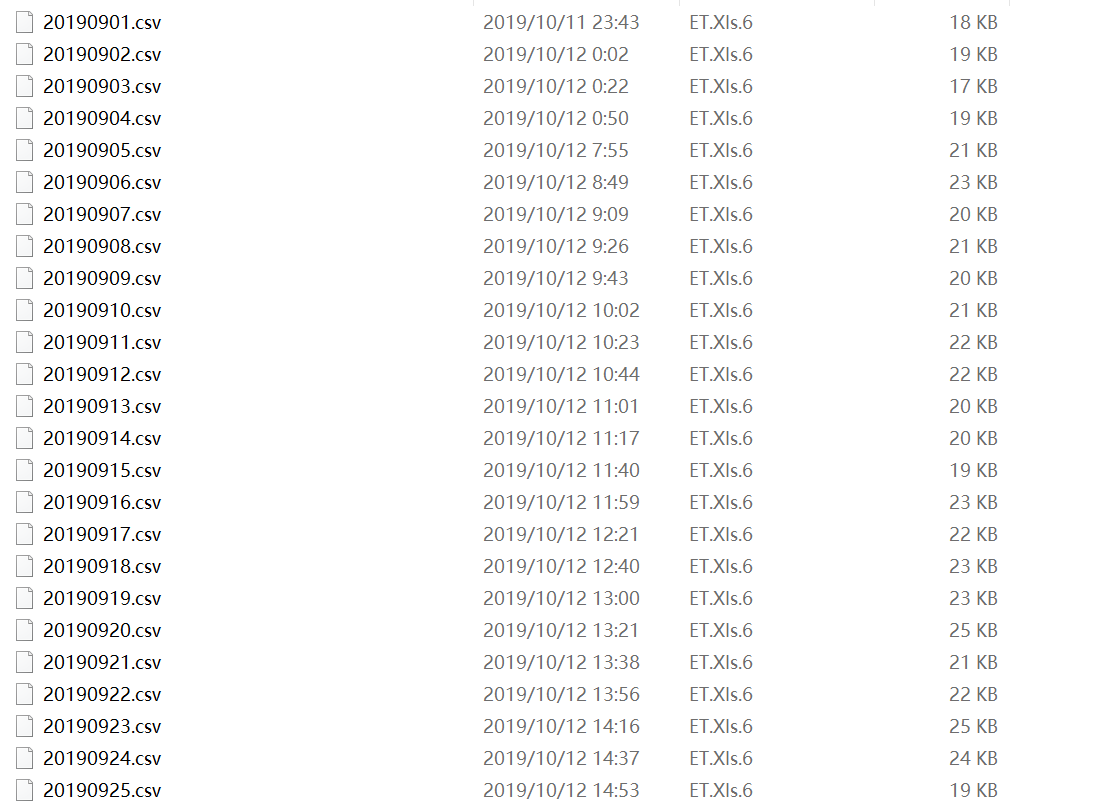 20190901.csv 2019/10/11 23:43 ET.Xls.6 18 KB
20190902.csv 2019/10/12 0:02 ET.Xls.6 19 KB
20190903.csv 2019/10/12 0:22 ET.Xls.6 17 KB
20190904.csv 2019/10/12 0:50 ET.Xls.6 19 KB
20190905.csv 2019/10/12 7:55 ET.Xls.6 21 KB
20190906.csv 2019/10/12 8:49 ET.Xls.6 23 KB
20190907.csv 2019/10/12 9:09 ET.Xls.6 20 KB
20190908.csv 2019/10/12 9:26 ET.Xls.6 21 KB
20190909.csv 2019/10/12 9:43 ET.Xls.6 20 KB
20190910.csv 2019/10/12 10:02 ET.Xls.6 21 KB
20190911.csv 2019/10/12 10:23 ET.Xls.6 22 KB
20190912.csv 2019/10/12 10:44 ET.Xls.6 22 KB
20190913.csv 2019/10/12 11:01 ET.Xls.6 20 KB
20190914.csv 2019/10/12 11:17 ET.Xls.6 20 KB
20190915.csv 2019/10/12 11:40 ET.Xls.6 19 KB
20190916.csv 2019/10/12 11:59 ET.Xls.6 23 KB
20190917.csv 2019/10/12 12:21 ET.Xls.6 22 KB
20190918.csv 2019/10/12 12:40 ET.Xls.6 23 KB
20190919.csv 2019/10/12 13:00 ET.Xls.6 23 KB
20190920.csv 2019/10/12 13:21 ET.Xls.6 25 KB
20190921.csv 2019/10/12 13:38 ET.Xls.6 21 KB
20190922.csv 2019/10/12 13:56 ET.Xls.6 22 KB
20190923.csv 2019/10/12 14:16 ET.Xls.6 25 KB
20190924.csv 2019/10/12 14:37 ET.Xls.6 24 KB
20190925.csv 2019/10/12 14:53 ET.Xls.6 19 KB